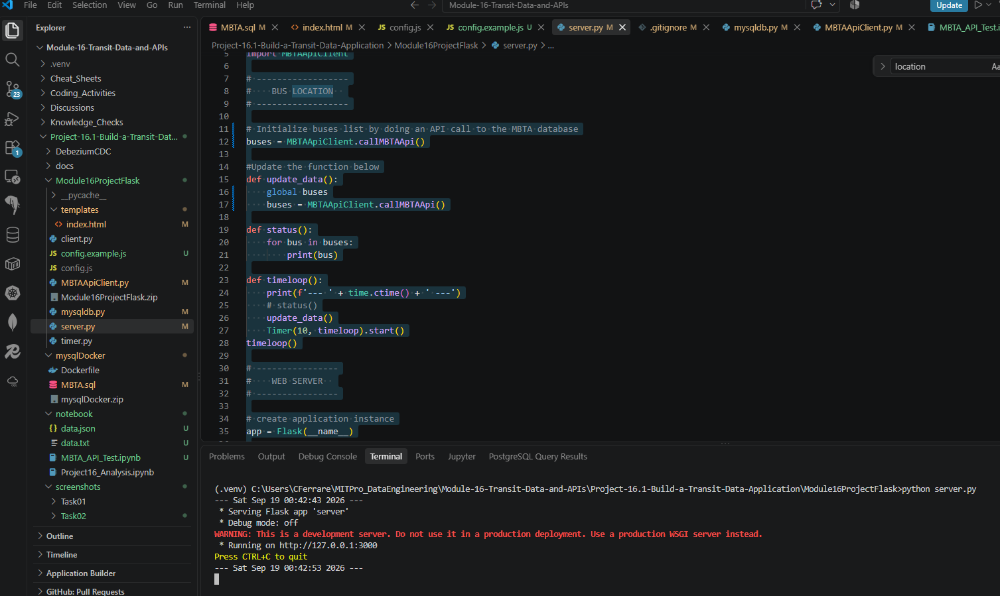 File Edit Selection View Go Run Terminal Help
Module-16-Transit-Data-and-APIs
Update
Explorer
Module-16-Transit-Data-and-APIs
.venv
Cheat_Sheets
Coding_Activities
Discussions
Knowledge_Checks
Project-16.1-Build-a-Transit-Dat...
DebeziumCDC
docs
Module16ProjectFlask
__pycache__
templates
<> index.html M
client.py
JS config.example.js U
JS config.js
MBTAApiClient.py M
Module16ProjectFlask.zip
mysqldb.py M
server.py M
timer.py
mysqlDocker
Dockerfile
MBTA.sql M
mysqlDocker.zip
notebook
{} data.json U
data.txt U
MBTA_API_Test.ipynb U
Project16_Analysis.ipynb
screenshots
Task01
Task02
Outline
Timeline
Application Builder
GitHub: Pull Requests
23
1
MBTA.sql M <> index.html M JS config.js JS config.example.js U server.py M .gitignore M mysqldb.py M MBTAApiClient.py M MBTA_API_Test.i
Project-16.1-Build-a-Transit-Data-Application > Module16ProjectFlask > server.py > ...
location Aa
5 import MBTAApiClient
6
7 # ------------------
8 # BUS LOCATION
9 # ------------------
10
11 # Initialize buses list by doing an API call to the MBTA database
12 buses = MBTAApiClient.callMBTAApi()
13
14 #Update the function below
15 def update_data():
16 global buses
17 buses = MBTAApiClient.callMBTAApi()
18
19 def status():
20 for bus in buses:
21 print(bus)
22
23 def timeloop():
24 print(f'--- ' + time.ctime() + ' ---')
25 # status()
26 update_data()
27 Timer(10, timeloop).start()
28 timeloop()
29
30 # ----------------
31 # WEB SERVER
32 # ----------------
33
34 # create application instance
35 app = Flask(__name__)
Problems Output Debug Console Terminal Ports Jupyter PostgreSQL Query Results
(.venv) C:\Users\CFerrare\MITPro_DataEngineering\Module-16-Transit-Data-and-APIs\Project-16.1-Build-a-Transit-Data-Application\Module16ProjectFlask>python server.py
--- Sat Sep 19 00:42:43 2026 ---
* Serving Flask app 'server'
* Debug mode: off
WARNING: This is a development server. Do not use it in a production deployment. Use a production WSGI server instead.
* Running on http://127.0.0.1:3000
Press CTRL+C to quit
--- Sat Sep 19 00:42:53 2026 ---